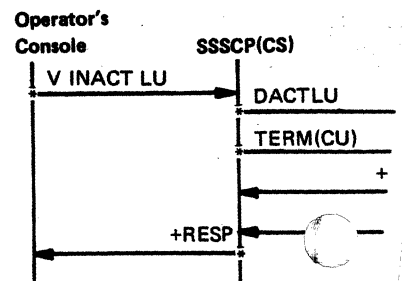 Operator's
Console
SSSCP(CS)
V INACT LU
DACTLU
TERM(CU)
+
+RESP